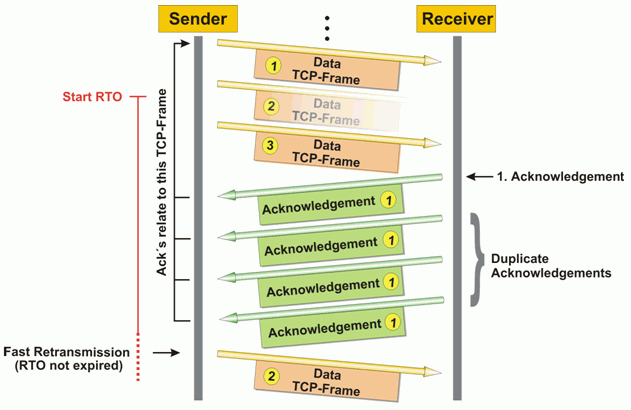 Sender
Receiver
1
Data
TCP-Frame
Start RTO
2
Data
TCP-Frame
3
Data
TCP-Frame
Ack´s relate to this TCP-Frame
1. Acknowledgement
Acknowledgement 1
Acknowledgement 1
Duplicate
Acknowledgements
Acknowledgement 1
Acknowledgement 1
Fast Retransmission
(RTO not expired)
2
Data
TCP-Frame